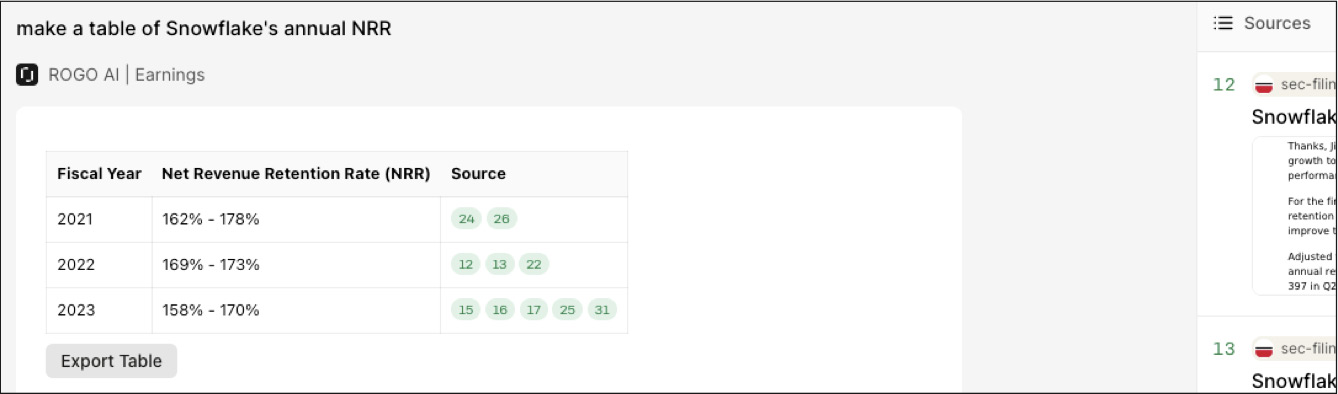 make a table of Snowflake's annual NRR
ROGO AI | Earnings
Fiscal Year Net Revenue Retention Rate (NRR) Source
2021 162% - 178% 24 26
2022 169% - 173% 12 13 22
2023 158% - 170% 15 16 17 25 31
Export Table
Sources
12 sec-filin
Snowflak
Thanks, Ji
growth to
performa
For the fi
retention
improve t
Adjusted
annual re
397 in Q2
13 sec-filin
Snowflak